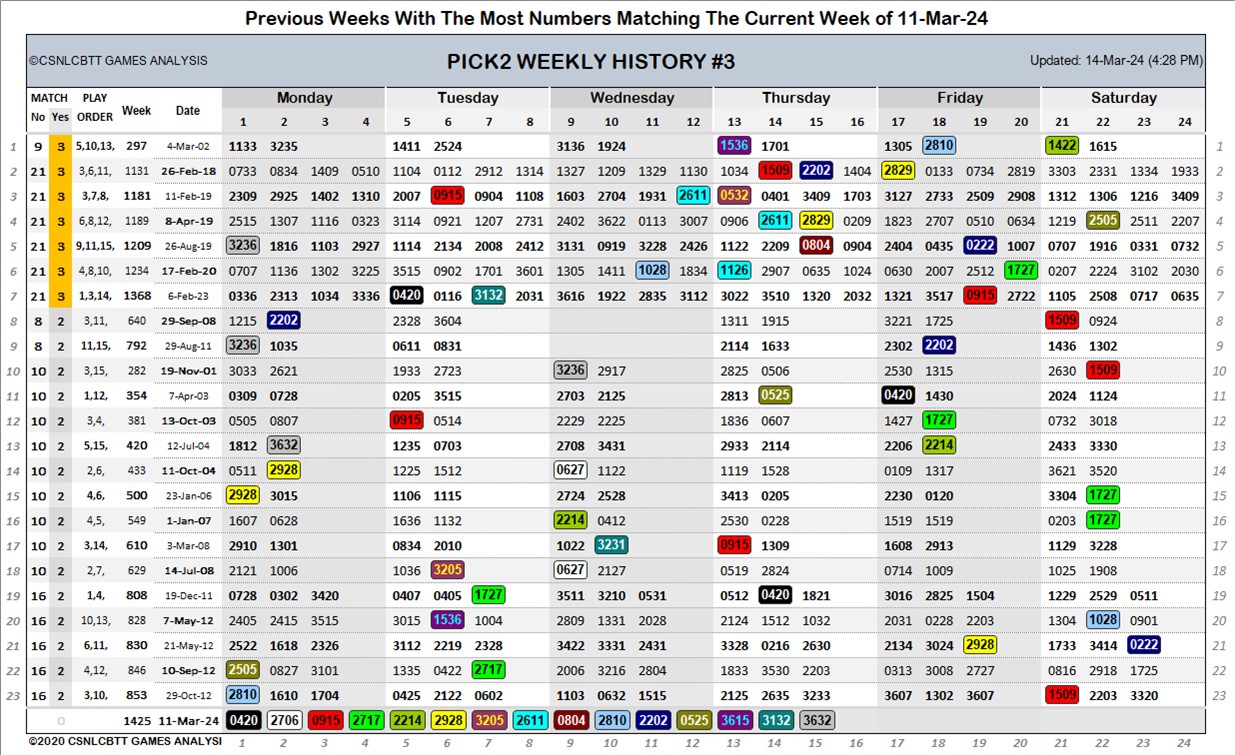 Previous Weeks With The Most Numbers Matching The Current Week of 11-Mar-24
©CSNLCBTT GAMES ANALYSIS PICK2 WEEKLY HISTORY #3 Updated: 14-Mar-24 (4:28 PM)
MATCH PLAY Week Date Monday Tuesday Wednesday Thursday Friday Saturday
No Yes ORDER 1 2 3 4 5 6 7 8 9 10 11 12 13 14 15 16 17 18 19 20 21 22 23 24
1 9 3 5,10,13, 297 4-Mar-02 1133 3235 1411 2524 3136 1924 1536 1701 1305 2810 1422 1615 1
2 21 3 3,6,11, 1131 26-Feb-18 0733 0834 1409 0510 1104 0112 2912 1314 1327 1209 1329 1130 1034 1509 2202 1404 2829 0133 0734 2819 3303 2331 1334 1933 2
3 21 3 3,7,8, 1181 11-Feb-19 2309 2925 1402 1310 2007 0915 0904 1108 1603 2704 1931 2611 0532 0401 3409 1703 3127 2733 2509 2908 1312 1306 1216 3409 3
4 21 3 6,8,12, 1189 8-Apr-19 2515 1307 1116 0323 3114 0921 1207 2731 2402 3622 0113 3007 0906 2611 2829 0209 1823 2707 0510 0634 1219 2505 2511 2207 4
5 21 3 9,11,15, 1209 26-Aug-19 3236 1816 1103 2927 1114 2134 2008 2412 3131 0919 3228 2426 1122 2209 0804 0904 2404 0435 0222 1007 0707 1916 0331 0732 5
6 21 3 4,8,10, 1234 17-Feb-20 0707 1136 1302 3225 3515 0902 1701 3601 1305 1411 1028 1834 1126 2907 0635 1024 0630 2007 2512 1727 0207 2224 3102 2030 6
7 21 3 1,3,14, 1368 6-Feb-23 0336 2313 1034 3336 0420 0116 3132 2031 3616 1922 2835 3112 3022 3510 1320 2032 1321 3517 0915 2722 1105 2508 0717 0635 7
8 8 2 3,11, 640 29-Sep-08 1215 2202 2328 3604 1311 1915 3221 1725 1509 0924 8
9 8 2 11,15, 792 29-Aug-11 3236 1035 0611 0831 2114 1633 2302 2202 1436 1302 9
10 10 2 3,15, 282 19-Nov-01 3033 2621 1933 2723 3236 2917 2825 0506 2530 1315 2630 1509 10
11 10 2 1,12, 354 7-Apr-03 0309 0728 0205 3515 2703 2125 2813 0525 0420 1430 2024 1124 11
12 10 2 3,4, 381 13-Oct-03 0505 0807 0915 0514 2229 2225 1836 0607 1427 1727 0732 3018 12
13 10 2 5,15, 420 12-Jul-04 1812 3632 1235 0703 2708 3431 2933 2114 2206 2214 2433 3330 13
14 10 2 2,6, 433 11-Oct-04 0511 2928 1225 1512 0627 1122 1119 1528 0109 1317 3621 3520 14
15 10 2 4,6, 500 23-Jan-06 2928 3015 1106 1115 2724 2528 3413 0205 2230 0120 3304 1727 15
16 10 2 4,5, 549 1-Jan-07 1607 0628 1636 1132 2214 0412 2530 0228 1519 1519 0203 1727 16
17 10 2 3,14, 610 3-Mar-08 2910 1301 0834 2010 1022 3231 0915 1309 1608 2913 1129 3228 17
18 10 2 2,7, 629 14-Jul-08 2121 1006 1036 3205 0627 2127 0519 2824 0714 1009 1025 1908 18
19 16 2 1,4, 808 19-Dec-11 0728 0302 3420 0407 0405 1727 3511 3210 0531 0512 0420 1821 3016 2825 1504 1229 2529 0511 19
20 16 2 10,13, 828 7-May-12 2405 2415 3515 3015 1536 1004 2809 1331 2028 2124 1512 1032 2031 0228 2203 1304 1028 0901 20
21 16 2 6,11, 830 21-May-12 2522 1618 2326 3112 2219 2328 3422 3331 2431 3328 0216 2630 2134 3024 2928 1733 3414 0222 21
22 16 2 4,12, 846 10-Sep-12 2505 0827 3101 1335 0422 2717 2006 3216 2804 1833 3530 2203 0313 3008 2727 0816 2918 1725 22
23 16 2 3,10, 853 29-Oct-12 2810 1610 1704 0425 2122 0602 1103 0632 1515 2125 2635 3233 3607 1302 3607 1509 2203 3320 23
0 1425 11-Mar-24 0420 2706 0915 2717 2214 2928 3205 2611 0804 2810 2202 0525 3615 3132 3632
©2020 CSNLCBTT GAMES ANALYSI 1 2 3 4 5 6 7 8 9 10 11 12 13 14 15 16 17 18 19 20 21 22 23 24